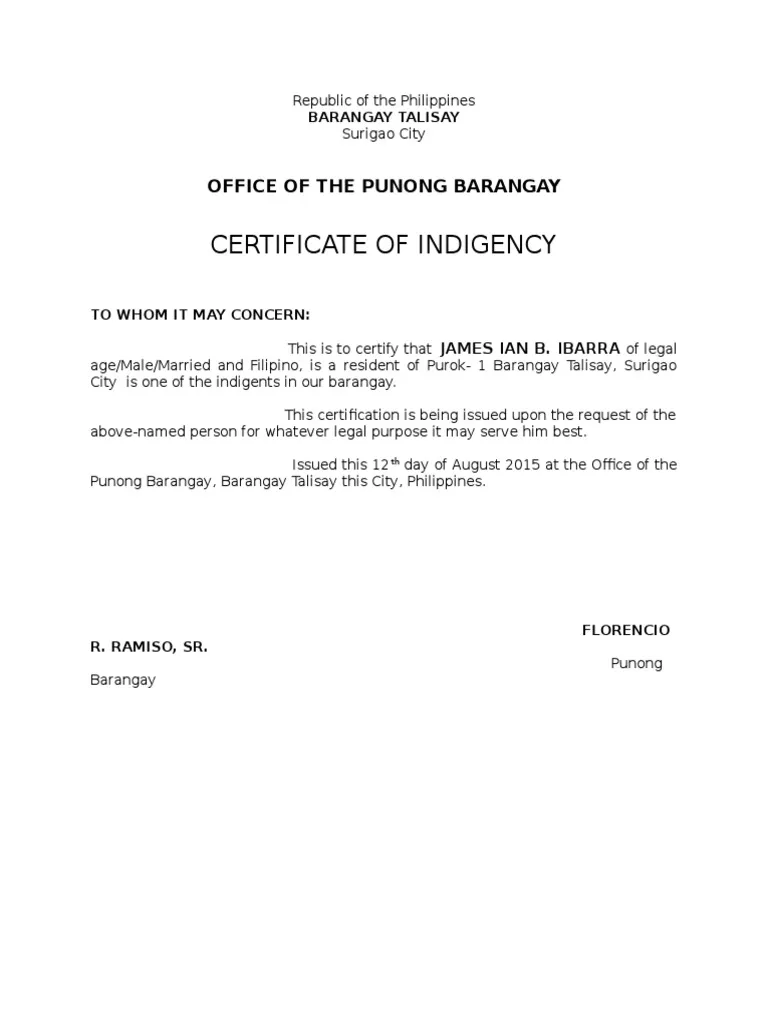 Republic of the Philippines
BARANGAY TALISAY
Surigao City
OFFICE OF THE PUNONG BARANGAY
CERTIFICATE OF INDIGENCY
TO WHOM IT MAY CONCERN:
This is to certify that JAMES IAN B. IBARRA of legal
age/Male/Married and Filipino, is a resident of Purok- 1 Barangay Talisay, Surigao
City is one of the indigents in our barangay.
This certification is being issued upon the request of the
above-named person for whatever legal purpose it may serve him best.
Issued this 12th day of August 2015 at the Office of the
Punong Barangay, Barangay Talisay this City, Philippines.
FLORENCIO
R. RAMISO, SR.
Punong
Barangay